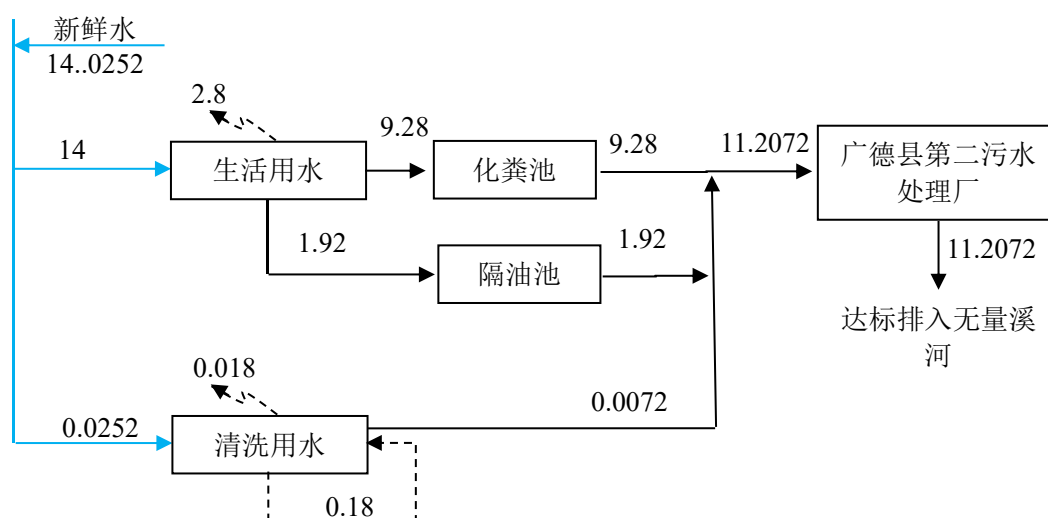 新鲜水
14..0252
2.8
14
生活用水
9.28
化粪池
9.28
11.2072
广德县第二污水
处理厂
1.92
隔油池
1.92
11.2072
达标排入无量溪
河
0.018
0.0252
清洗用水
0.0072
0.18